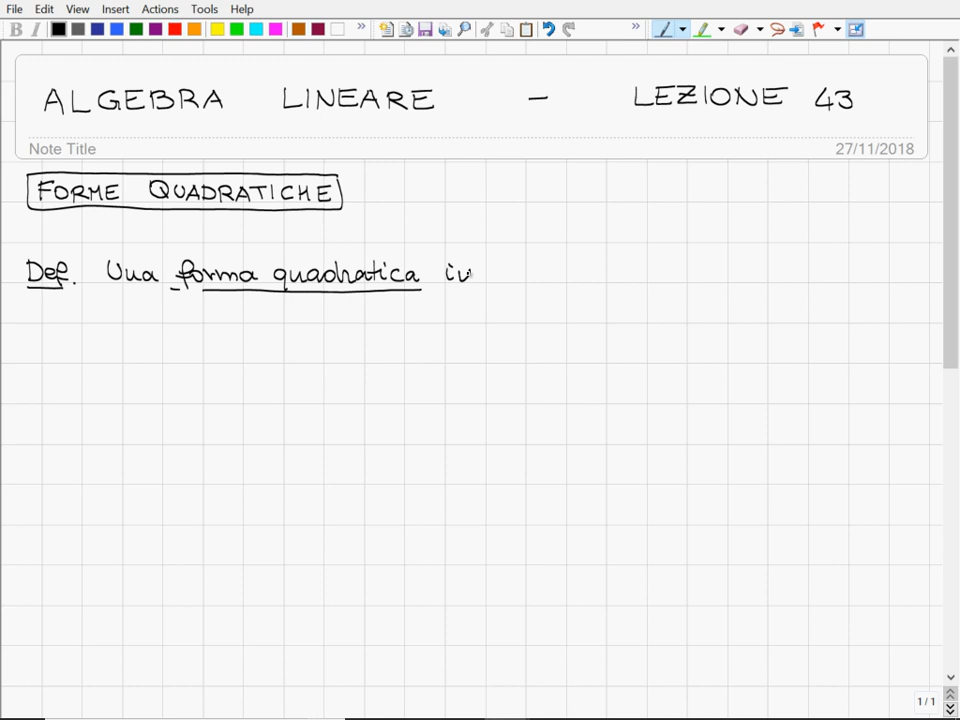 File Edit View Insert Actions Tools Help
B I
ALGEBRA LINEARE - LEZIONE 43
Note Title 27/11/2018
FORME QUADRATICHE
Def. Una forma quadratica in
1/1